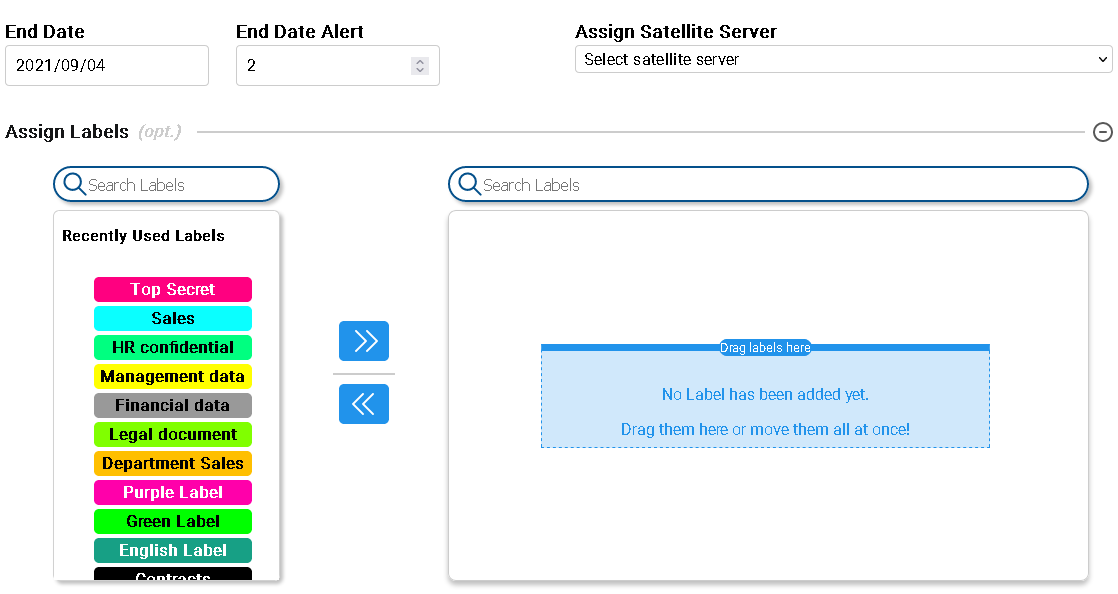 End Date
End Date Alert
Assign Satellite Server
2021/09/04
2
Select satellite server
Assign Labels (opt.)
Search Labels
Search Labels
Recently Used Labels
Top Secret
Sales
HR confidential
Management data
Financial data
Legal document
Department Sales
Purple Label
Green Label
English Label
Contracts
Drag labels here
No Label has been added yet.
Drag them here or move them all at once!